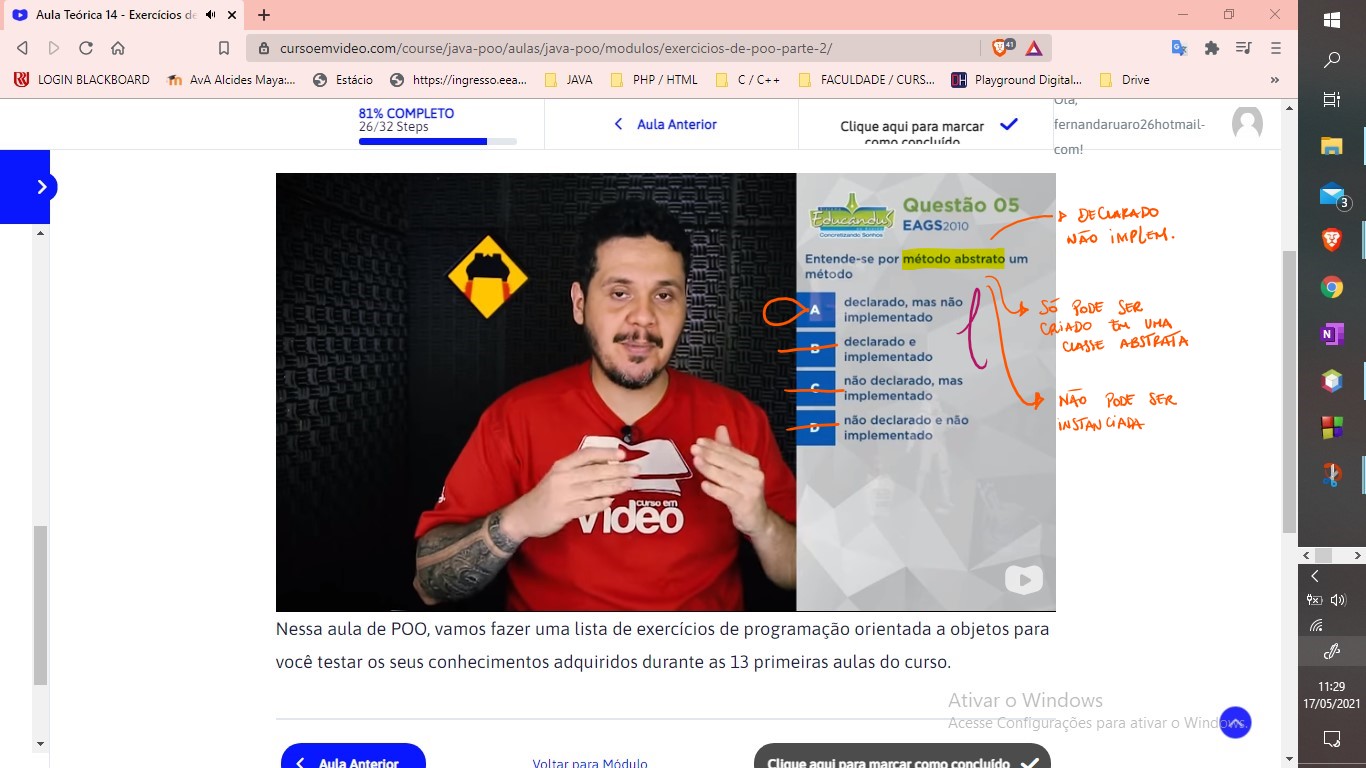 Aula Teórica 14 - Exercícios de
cursoemvideo.com/course/java-poo/aulas/java-poo/modulos/exercicios-de-poo-parte-2/
41
LOGIN BLACKBOARD
AvA Alcides Maya:...
Estácio
https://ingresso.eea...
JAVA
PHP / HTML
C / C++
FACULDADE / CURS...
Playground Digital...
Drive
81% COMPLETO
26/32 Steps
Aula Anterior
Clique aqui para marcar
como concluído
Olá,
fernandaruaro26hotmail-
com!
Educandus
Concretizando Sonhos
Questão 05
EAGS2010
Entende-se por método abstrato um
método
A declarado, mas não
implementado
B declarado e
implementado
C não declarado, mas
implementado
D não declarado e não
implementado
DECLARADO
NÃO IMPLEM.
SÓ PODE SER
CRIADO EM UMA
CLASSE ABSTRATA
NÃO PODE SER
INSTANCIADA
curso em
Vídeo
Nessa aula de POO, vamos fazer uma lista de exercícios de programação orientada a objetos para
você testar os seus conhecimentos adquiridos durante as 13 primeiras aulas do curso.
Ativar o Windows
Acesse Configurações para ativar o Windows.
Aula Anterior
Voltar para Módulo
Clique aqui para marcar como concluído
3
11:29
17/05/2021